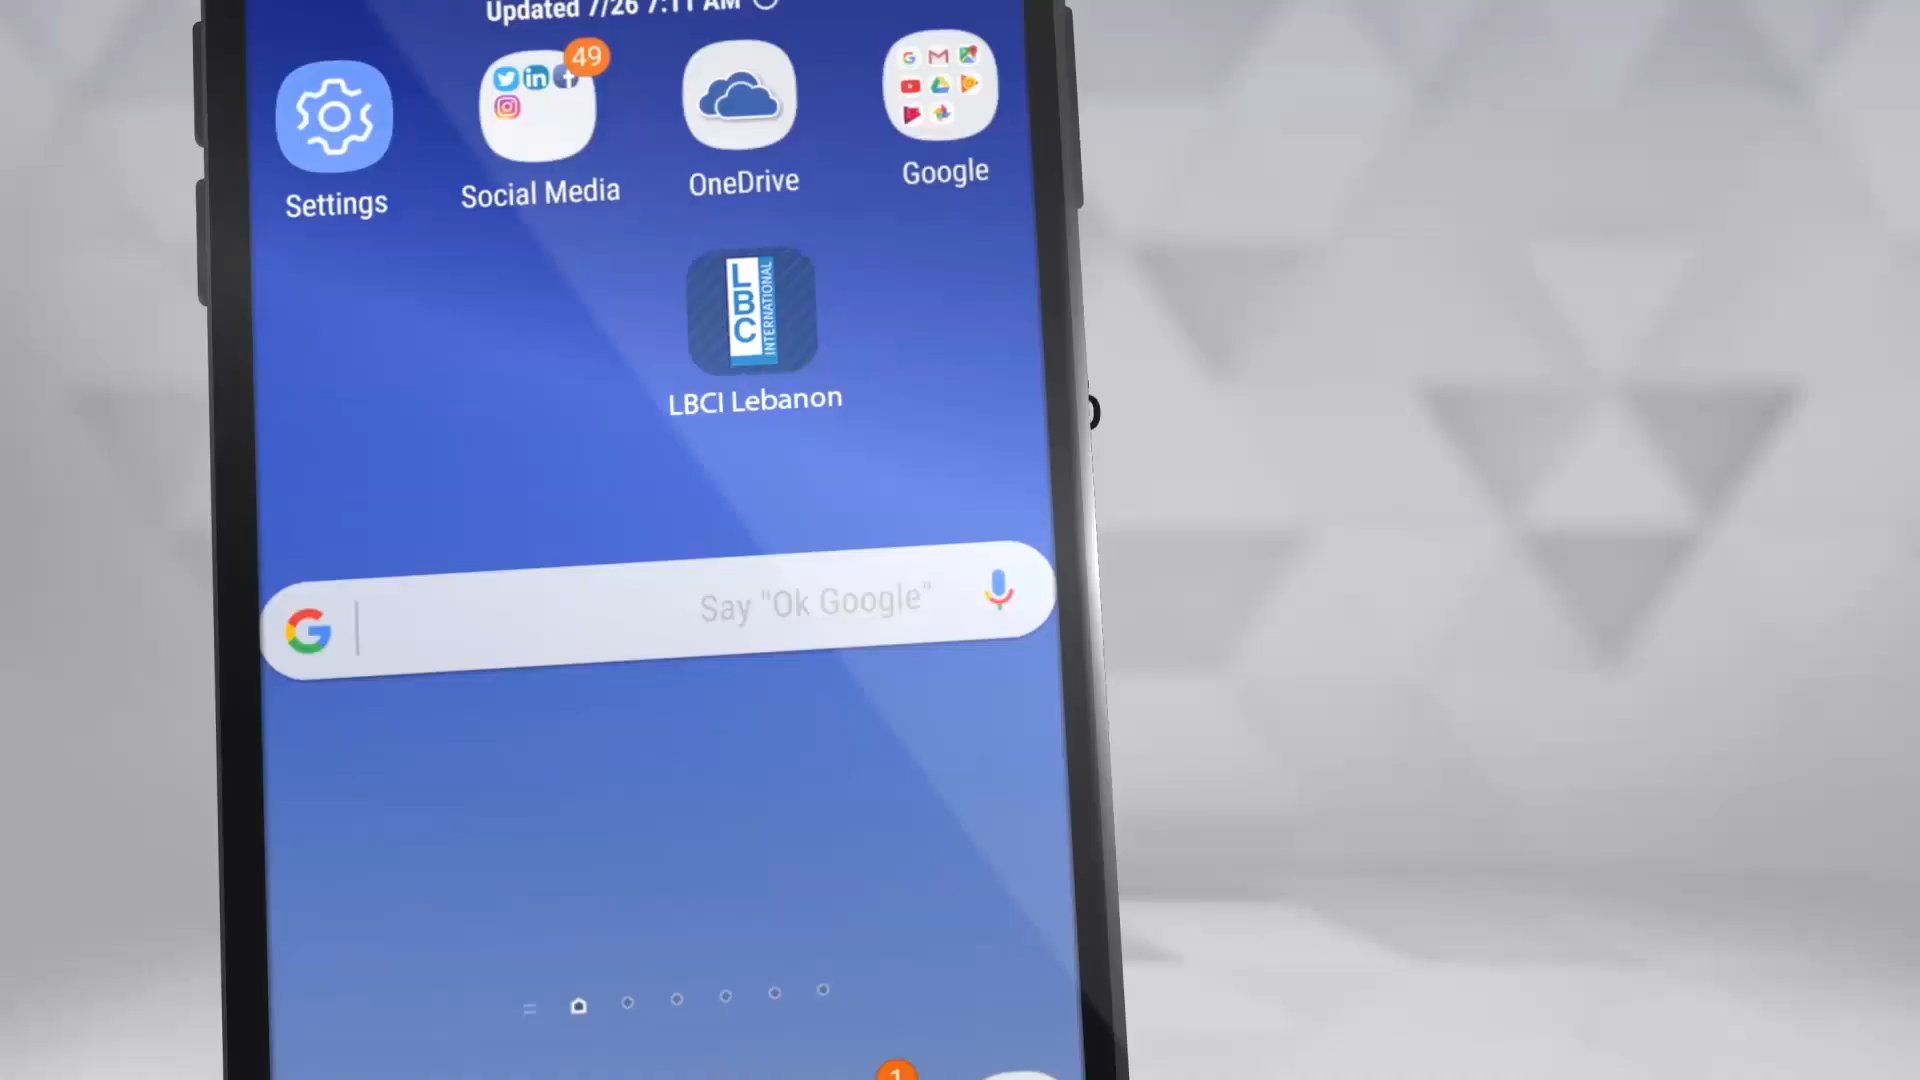 Updated 7/26 7:11 AM
49
Settings
Social Media
OneDrive
Google
LBC
INTERNATIONAL
LBCI Lebanon
Say "Ok Google"
1